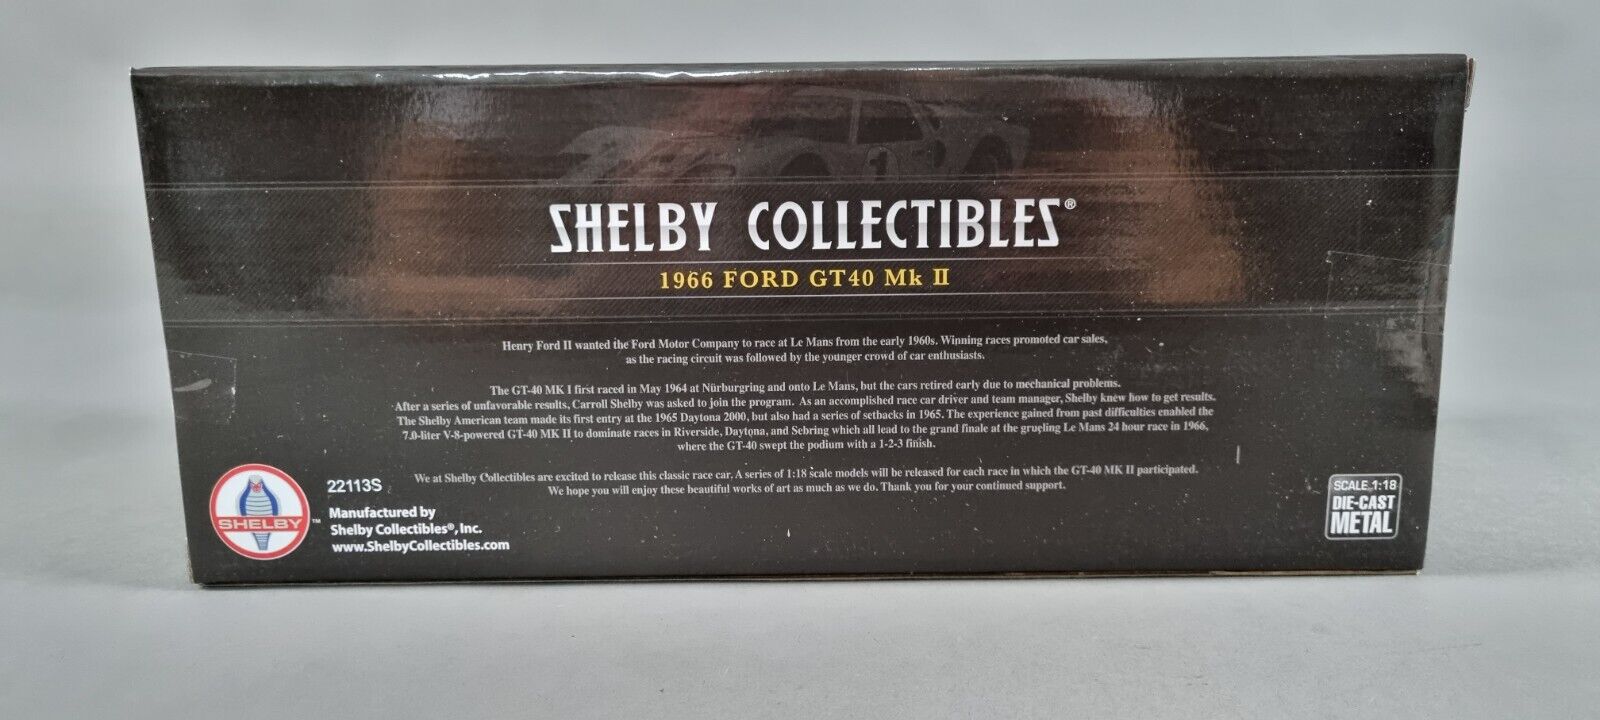 1
SHELBY COLLECTIBLES®
1966 FORD GT40 Mk II
Henry Ford II wanted the Ford Motor Company to race at Le Mans from the early 1960s. Winning races promoted car sales,
as the racing circuit was followed by the younger crowd of car enthusiasts.
The GT-40 MK I first raced in May 1964 at Nürburgring and onto Le Mans, but the cars retired early due to mechanical problems.
After a series of unfavorable results, Carroll Shelby was asked to join the program. As an accomplished race car driver and team manager, Shelby knew how to get results.
The Shelby American team made its first entry at the 1965 Daytona 2000, but also had a series of setbacks in 1965. The experience gained from past difficulties enabled the
7.0-liter V-8-powered GT-40 MK II to dominate races in Riverside, Daytona, and Sebring which all lead to the grand finale at the grueling Le Mans 24 hour race in 1966,
where the GT-40 swept the podium with a 1-2-3 finish.
We at Shelby Collectibles are excited to release this classic race car. A series of 1:18 scale models will be released for each race in which the GT-40 MK II participated.
We hope you will enjoy these beautiful works of art as much as we do. Thank you for your continued support.
SHELBY™
22113S
Manufactured by
Shelby Collectibles®, Inc.
www.ShelbyCollectibles.com
SCALE 1:18
DIE-CAST
METAL